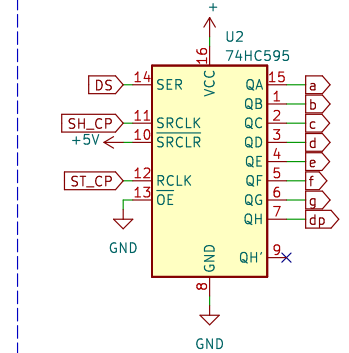 +
U2
74HC595
16
VCC
DS 14 SER QA 15 a
QB 1 b
SH_CP 11 SRCLK QC 2 c
+5V 10 SRCLR QD 3 d
QE 4 e
ST_CP 12 RCLK QF 5 f
13 OE QG 6 g
QH 7 dp
GND
GND QH' 9
8
GND